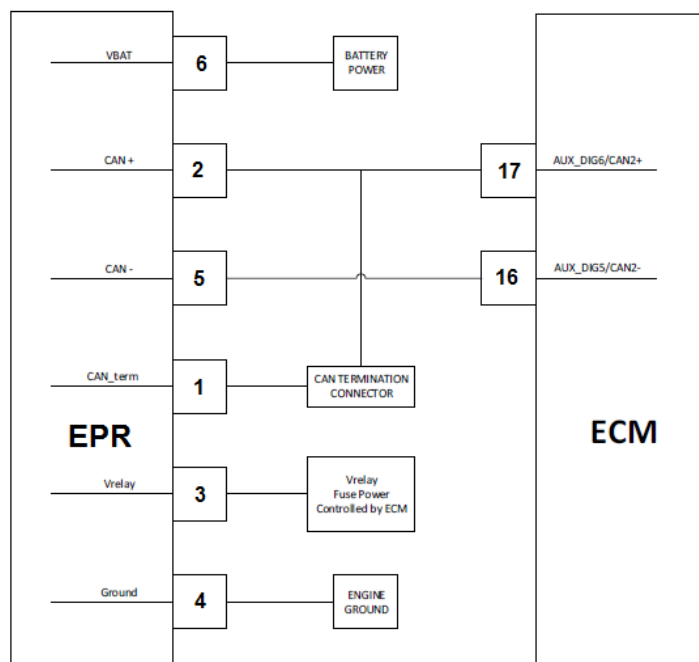 VBAT
6
BATTERY
POWER
CAN +
2
17
AUX_DIG6/CAN2+
CAN -
5
16
AUX_DIG5/CAN2-
CAN_term
1
CAN TERMINATION
CONNECTOR
EPR
ECM
Vrelay
3
Vrelay
Fuse Power
Controlled by ECM
Ground
4
ENGINE
GROUND